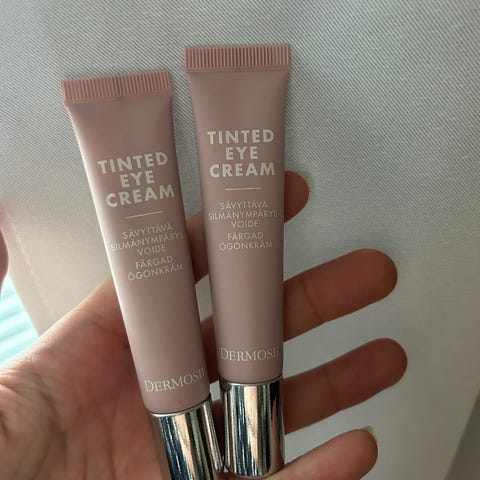 TINTED
EYE
CREAM
SÄVYTTÄVÄ
SILMÄNYMPÄRYS
VOIDE
FÄRGAD
ÖGONKRÄM
DERMOSIL
TINTED
EYE
CREAM
SÄVYTTÄVÄ
SILMÄNYMPÄRYS
VOIDE
FÄRGAD
ÖGONKRÄM
DERMOSIL